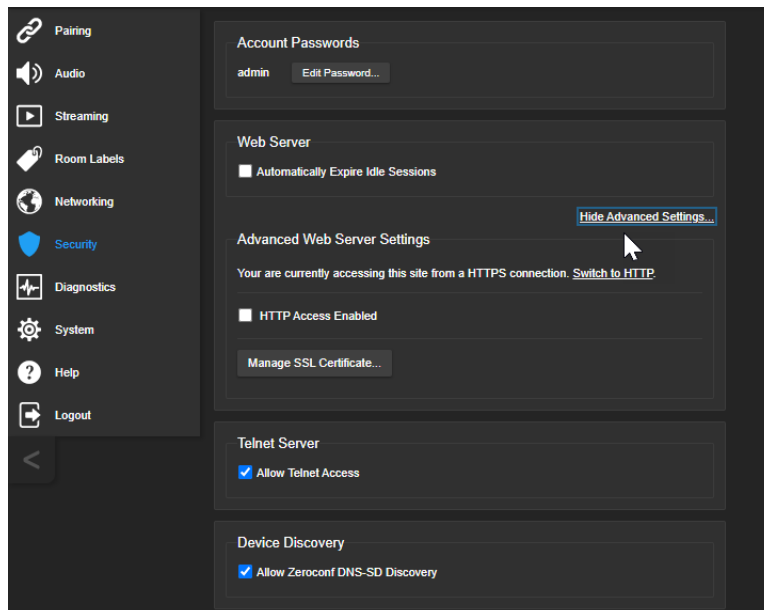 Pairing
Audio
Streaming
Room Labels
Networking
Security
Diagnostics
System
Help
Logout
<
Account Passwords
admin Edit Password...
Web Server
Automatically Expire Idle Sessions
Hide Advanced Settings...
Advanced Web Server Settings
Your are currently accessing this site from a HTTPS connection. Switch to HTTP.
HTTP Access Enabled
Manage SSL Certificate...
Telnet Server
Allow Telnet Access
Device Discovery
Allow Zeroconf DNS-SD Discovery